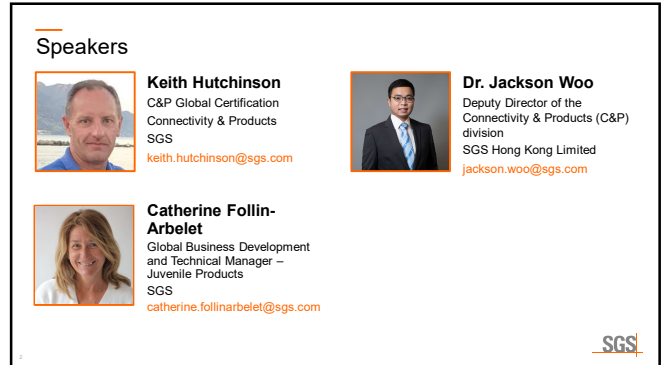 Speakers
Keith Hutchinson
C&P Global Certification
Connectivity & Products
SGS
keith.hutchinson@sgs.com
Dr. Jackson Woo
Deputy Director of the
Connectivity & Products (C&P)
division
SGS Hong Kong Limited
jackson.woo@sgs.com
Catherine Follin-
Arbelet
Global Business Development
and Technical Manager –
Juvenile Products
SGS
catherine.follinarbelet@sgs.com
SGS